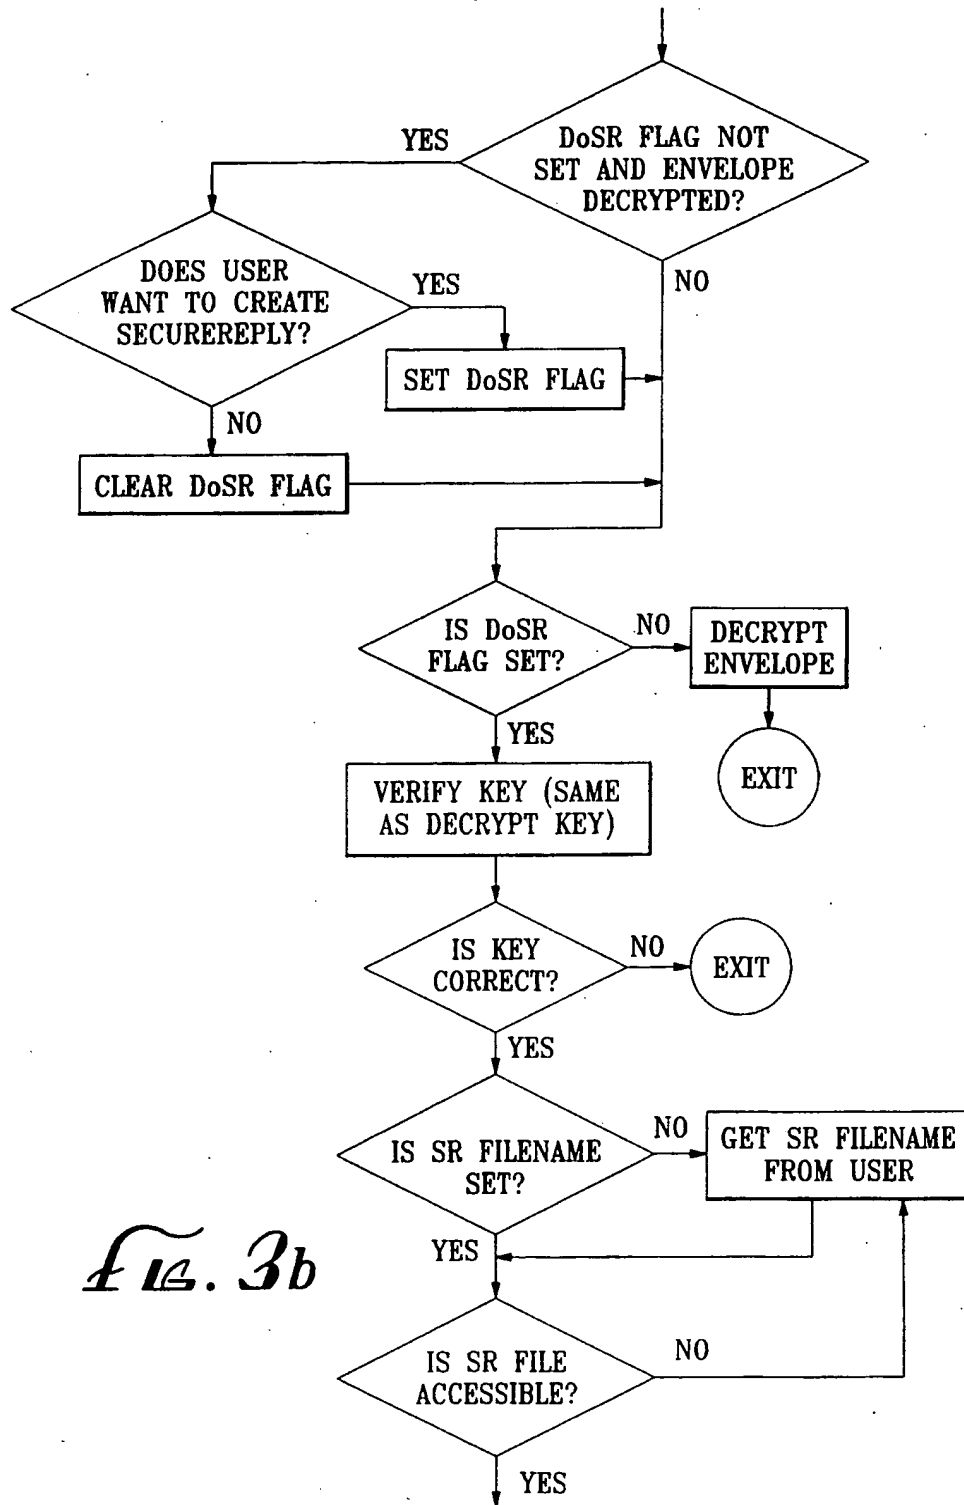 DoSR FLAG NOT
SET AND ENVELOPE
DECRYPTED?
YES
NO
DOES USER
WANT TO CREATE
SECUREREPLY?
YES
SET DoSR FLAG
NO
CLEAR DoSR FLAG
IS DoSR
FLAG SET?
NO
DECRYPT
ENVELOPE
EXIT
YES
VERIFY KEY (SAME
AS DECRYPT KEY)
IS KEY
CORRECT?
NO
EXIT
YES
IS SR FILENAME
SET?
NO
GET SR FILENAME
FROM USER
YES
IS SR FILE
ACCESSIBLE?
NO
YES
FIG. 3b